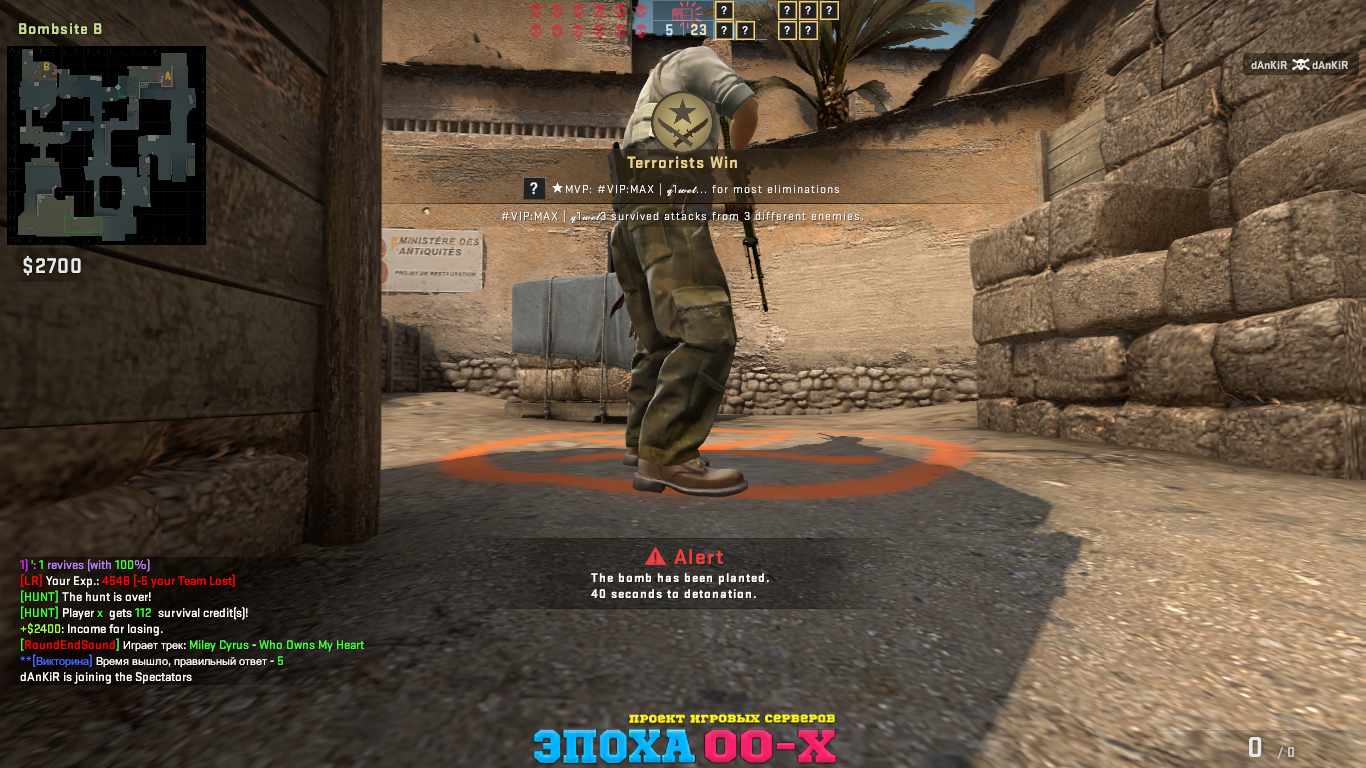 Bombsite B
B
A
$2700
5 23
? ? ? ?
? ? ? ?
dAnKiR dAnKiR
Terrorists Win
? ★MVP: #VIP:MAX | q1wel... for most eliminations
#VIP:MAX | q1wel3 survived attacks from 3 different enemies.
MINISTÈRE DES
ANTIQUITÉS
PROJET DE RESTAURATION
Alert
The bomb has been planted.
40 seconds to detonation.
1) ': 1 revives (with 100%)
[LR] Your Exp.: 4548 [-5 your Team Lost]
[HUNT] The hunt is over!
[HUNT] Player x gets 112 survival credit(s)!
+$2400: Income for losing.
[RoundEndSound] Играет трек: Miley Cyrus - Who Owns My Heart
**[Викторина] Время вышло, правильный ответ - 5
dAnKiR is joining the Spectators
ПРОЕКТ ИГРОВЫХ СЕРВЕРОВ
ЭПОХА 00-Х
0 / 0